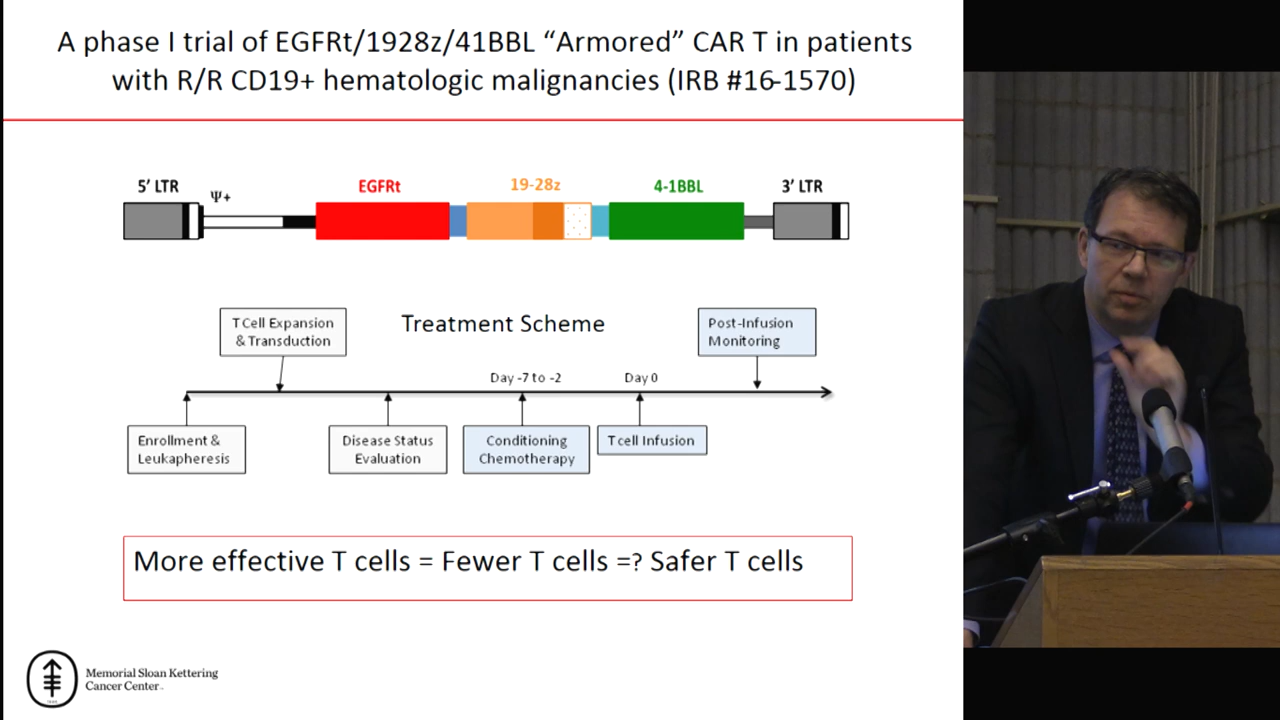 A phase I trial of EGFRt/1928z/41BBL “Armored” CAR T in patients
with R/R CD19+ hematologic malignancies (IRB #16-1570)
5’ LTR
Ψ+
EGFRt
19-28z
4-1BBL
3’ LTR
Treatment Scheme
T Cell Expansion
& Transduction
Post-Infusion
Monitoring
Day -7 to -2
Day 0
Enrollment &
Leukapheresis
Disease Status
Evaluation
Conditioning
Chemotherapy
T cell Infusion
More effective T cells = Fewer T cells =? Safer T cells
Memorial Sloan Kettering
Cancer Center